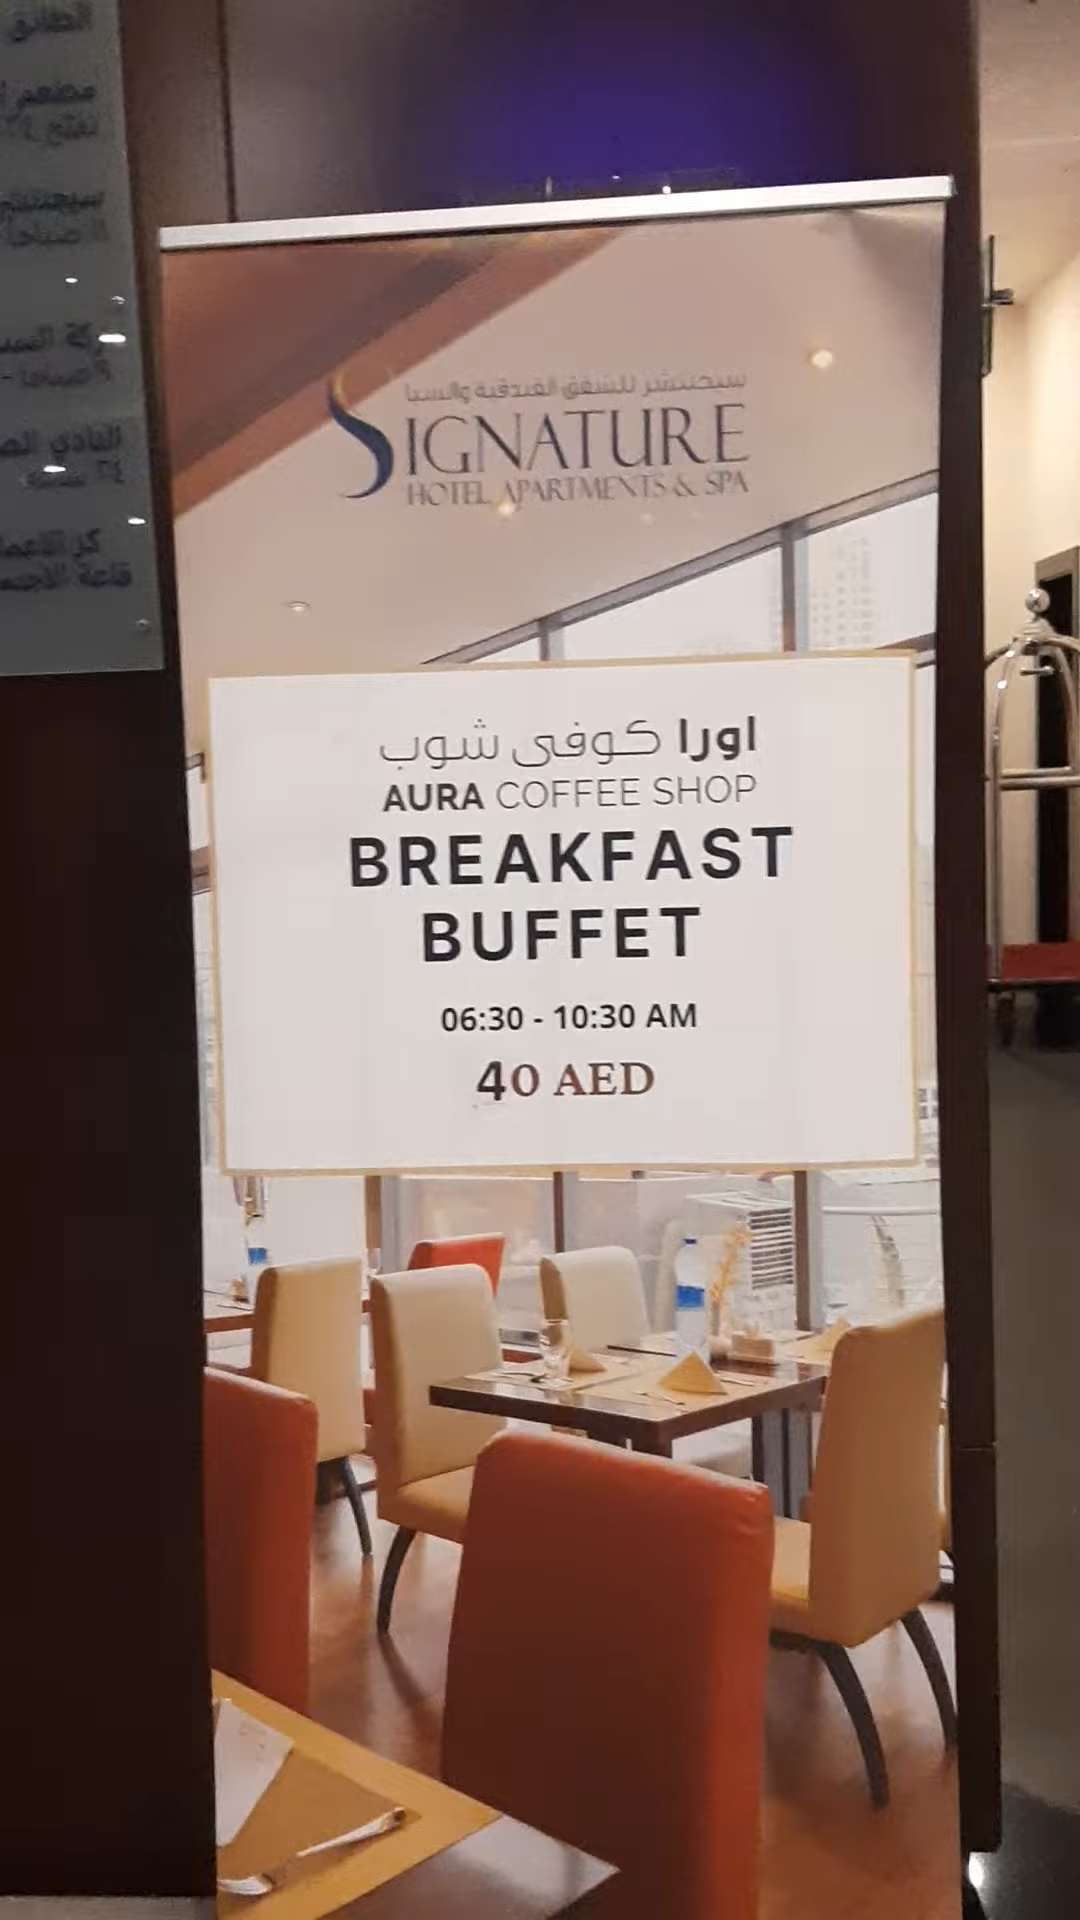 سيجنتشر للشقق الفندقية والسبا
SIGNATURE
HOTEL APARTMENTS & SPA
اورا كوفى شوب
AURA COFFEE SHOP
BREAKFAST
BUFFET
06:30 - 10:30 AM
40 AED